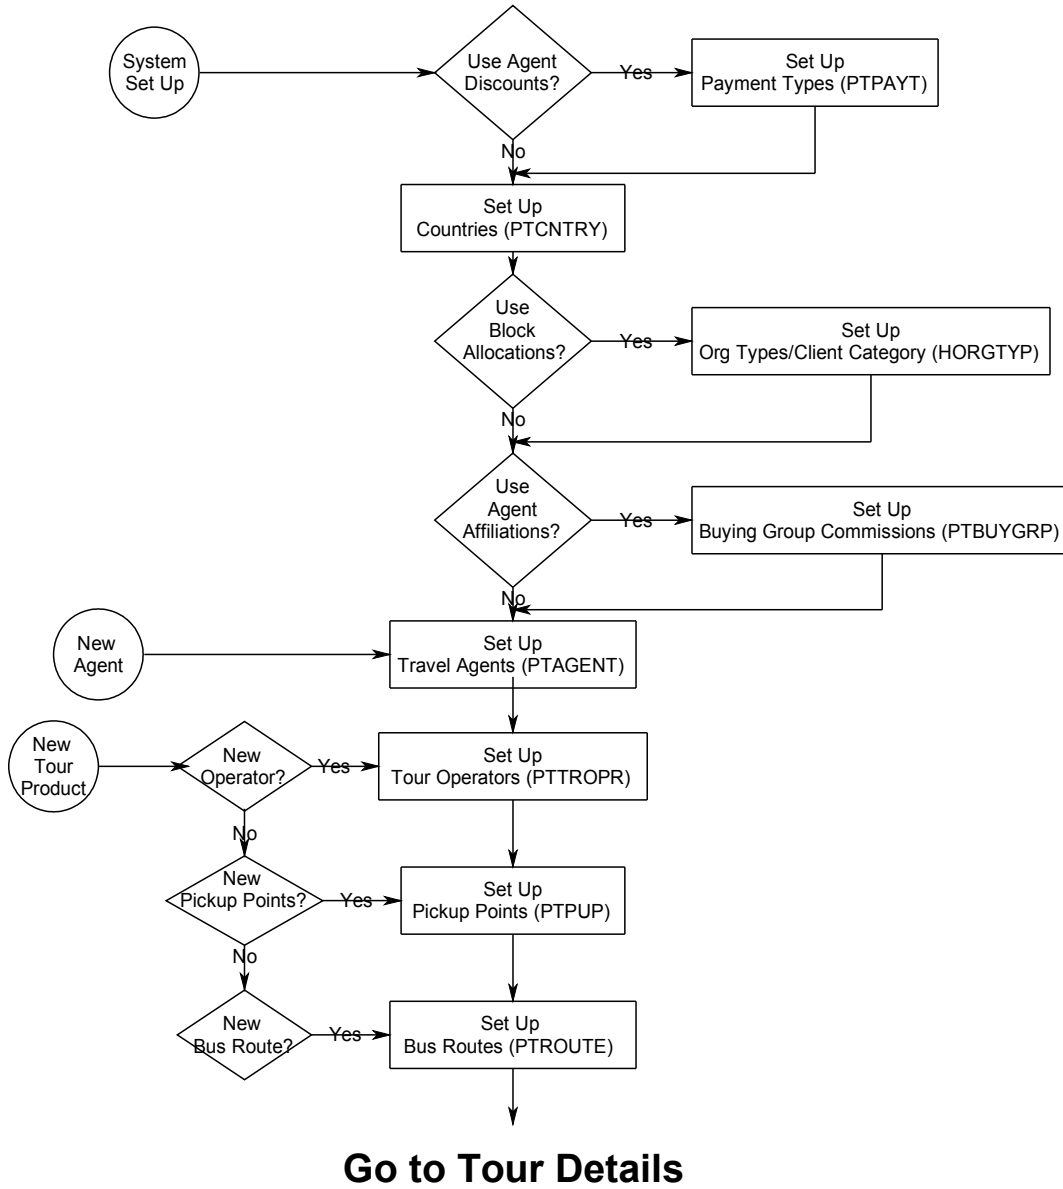 System
Set Up
Use Agent
Discounts?
Yes
Set Up
Payment Types (PTPAYT)
No
Set Up
Countries (PTCNTRY)
Use
Block
Allocations?
Yes
Set Up
Org Types/Client Category (HORGTYP)
No
Use
Agent
Affiliations?
Yes
Set Up
Buying Group Commissions (PTBUYGRP)
No
New
Agent
Set Up
Travel Agents (PTAGENT)
New
Tour
Product
New
Operator?
Yes
Set Up
Tour Operators (PTTROPR)
No
New
Pickup Points?
Yes
Set Up
Pickup Points (PTPUP)
No
New
Bus Route?
Yes
Set Up
Bus Routes (PTROUTE)
Go to Tour Details